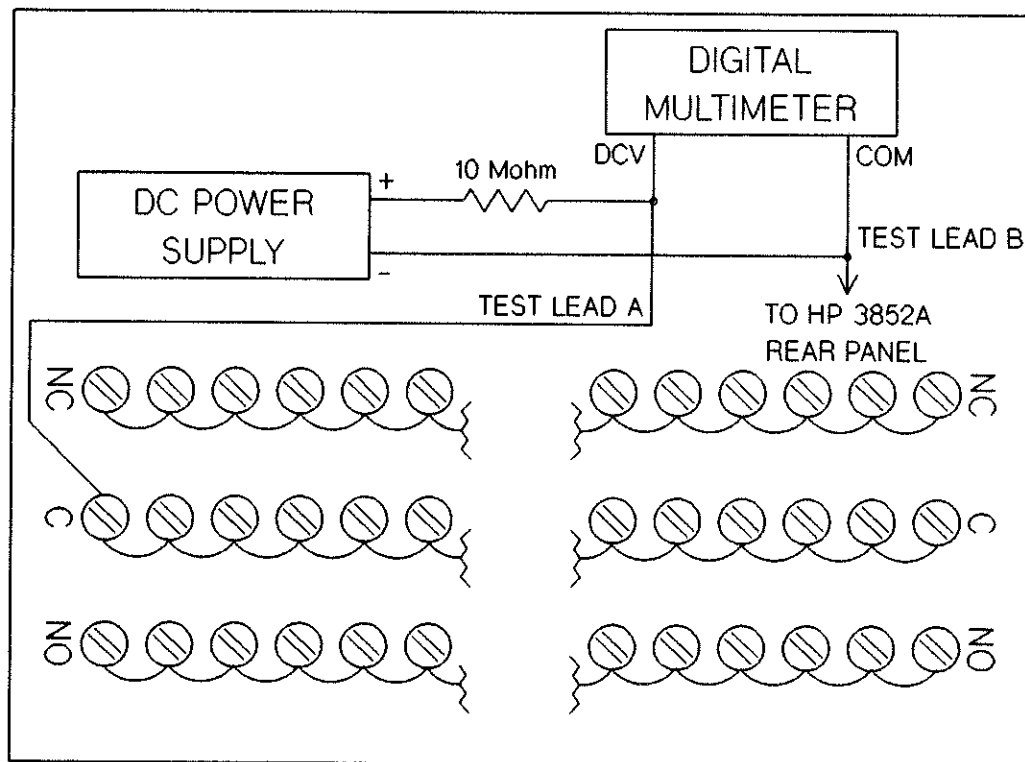 DIGITAL
MULTIMETER
DCV
COM
10 Mohm
+
DC POWER
SUPPLY
-
TEST LEAD B
TEST LEAD A
TO HP 3852A
REAR PANEL
NC
NC
C
C
NO
NO